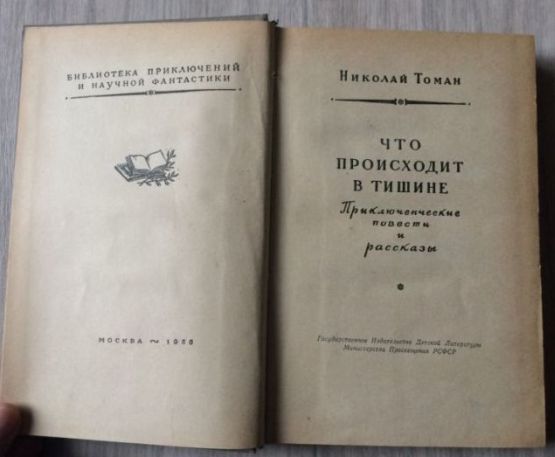 БИБЛИОТЕКА ПРИКЛЮЧЕНИЙ
И НАУЧНОЙ ФАНТАСТИКИ
МОСКВА ~ 1956
НИКОЛАЙ ТОМАН
ЧТО
ПРОИСХОДИТ
В ТИШИНЕ
Приключенческие
повести
и
рассказы
Государственное Издательство Детской Литературы
Министерства Просвещения РСФСР